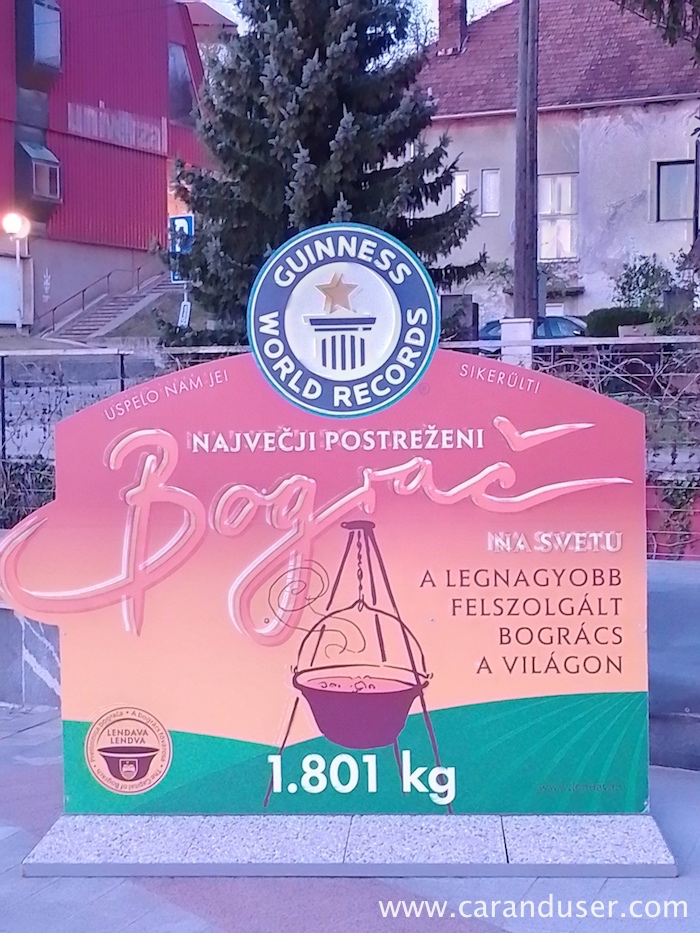 GUINNESS
WORLD RECORDS
USPELO NAM JE!
SIKERÜLT!
NAJVEČJI POSTREŽENI
Bograč
NA SVETU
A LEGNAGYOBB
FELSZOLGÁLT
BOGRÁCS
A VILÁGON
LENDAVA
LENDVA
1.801 kg
www.caranduser.com